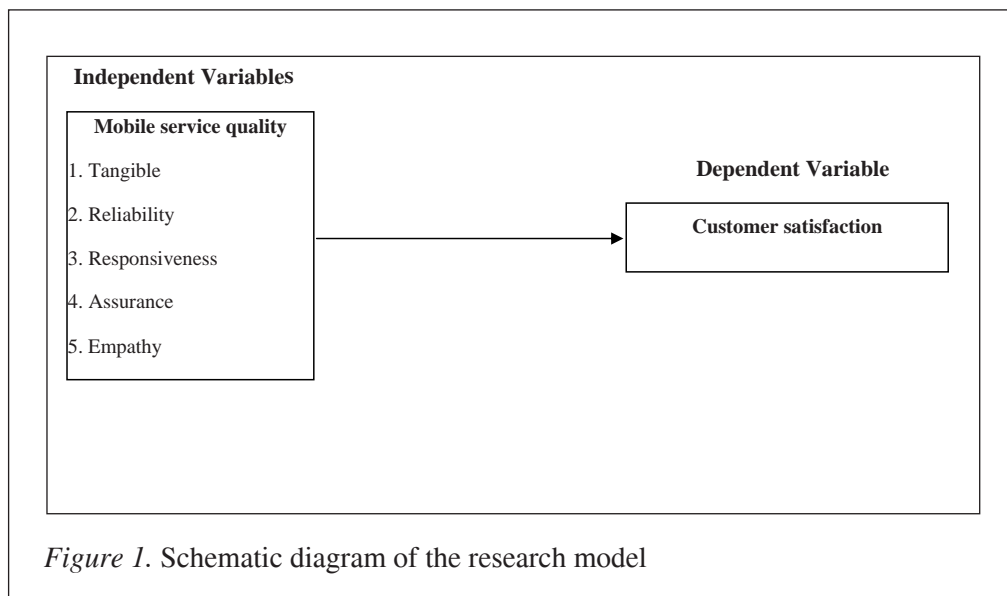 Independent Variables
Mobile service quality
1. Tangible
2. Reliability
3. Responsiveness
4. Assurance
5. Empathy
Dependent Variable
Customer satisfaction
Figure 1. Schematic diagram of the research model